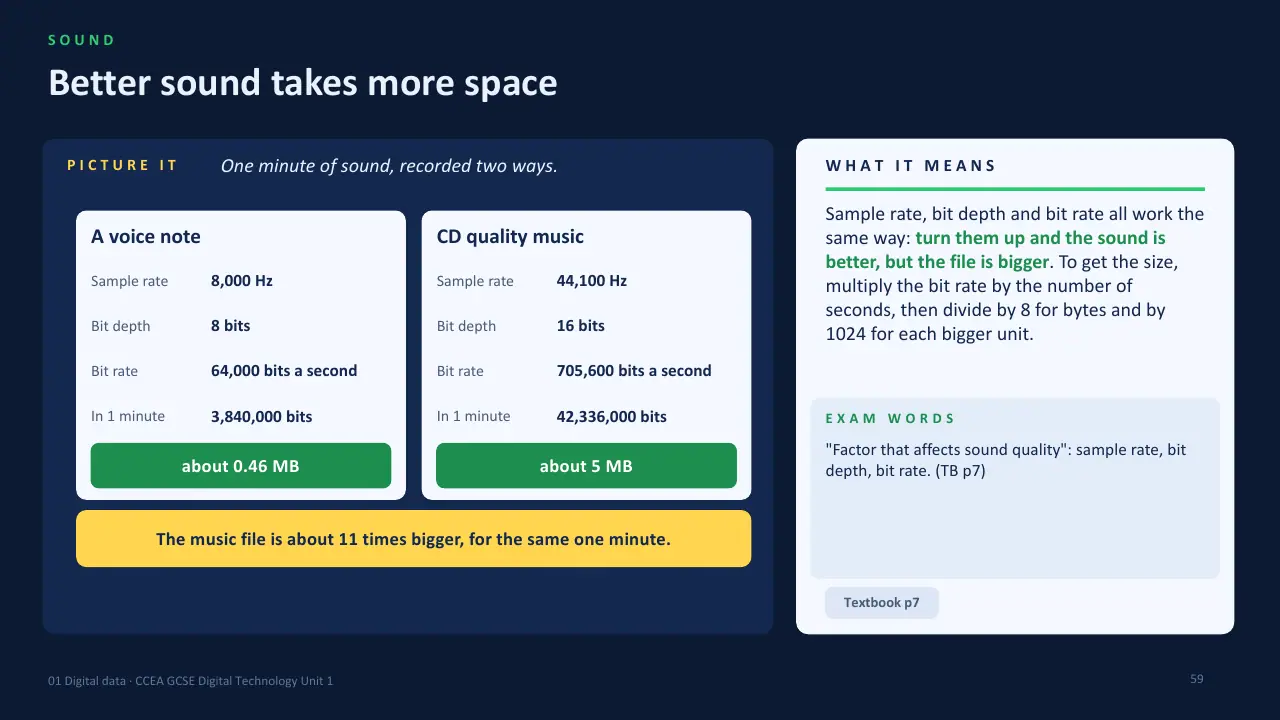 SOUND
Better sound takes more space
PICTURE IT
One minute of sound, recorded two ways.
A voice note
Sample rate 8,000 Hz
Bit depth 8 bits
Bit rate 64,000 bits a second
In 1 minute 3,840,000 bits
about 0.46 MB
CD quality music
Sample rate 44,100 Hz
Bit depth 16 bits
Bit rate 705,600 bits a second
In 1 minute 42,336,000 bits
about 5 MB
The music file is about 11 times bigger, for the same one minute.
WHAT IT MEANS
Sample rate, bit depth and bit rate all work the
same way: turn them up and the sound is
better, but the file is bigger. To get the size,
multiply the bit rate by the number of
seconds, then divide by 8 for bytes and by
1024 for each bigger unit.
EXAM WORDS
"Factor that affects sound quality": sample rate, bit
depth, bit rate. (TB p7)
Textbook p7
01 Digital data · CCEA GCSE Digital Technology Unit 1
59